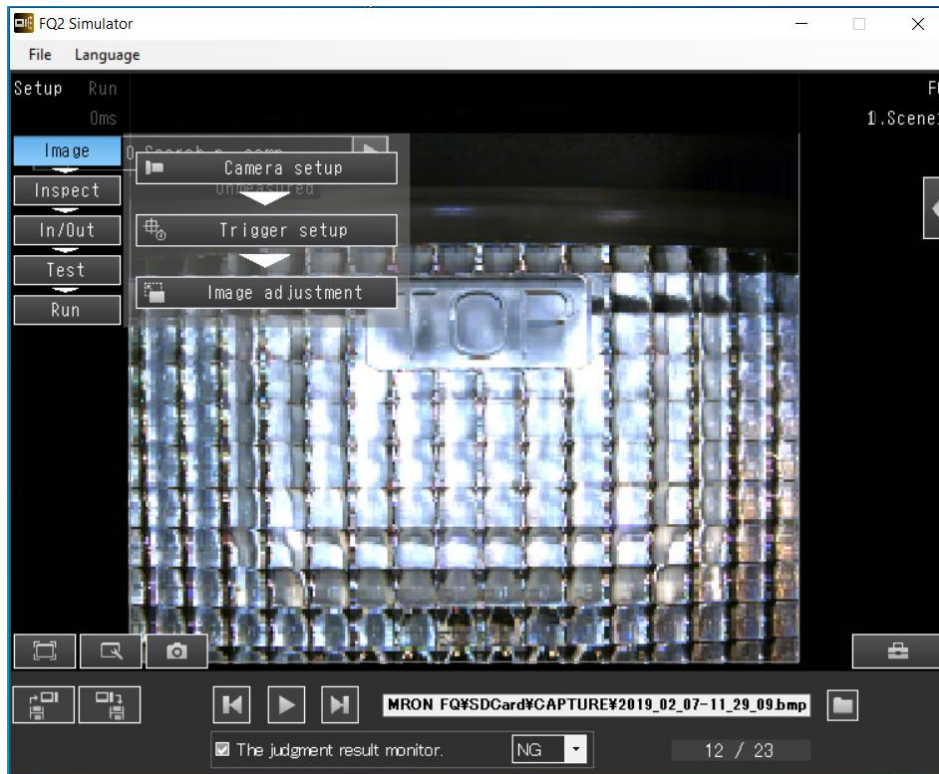 FQ2 Simulator
File Language
Setup Run
0ms
1.Scene
Image
Camera setup
Unmeasured
Inspect
In/Out
Trigger setup
Test
Image adjustment
Run
TOP
MRON FQ¥SDCard¥CAPTURE¥2019_02_07-11_29_09.bmp
The judgment result monitor.
NG
12 / 23